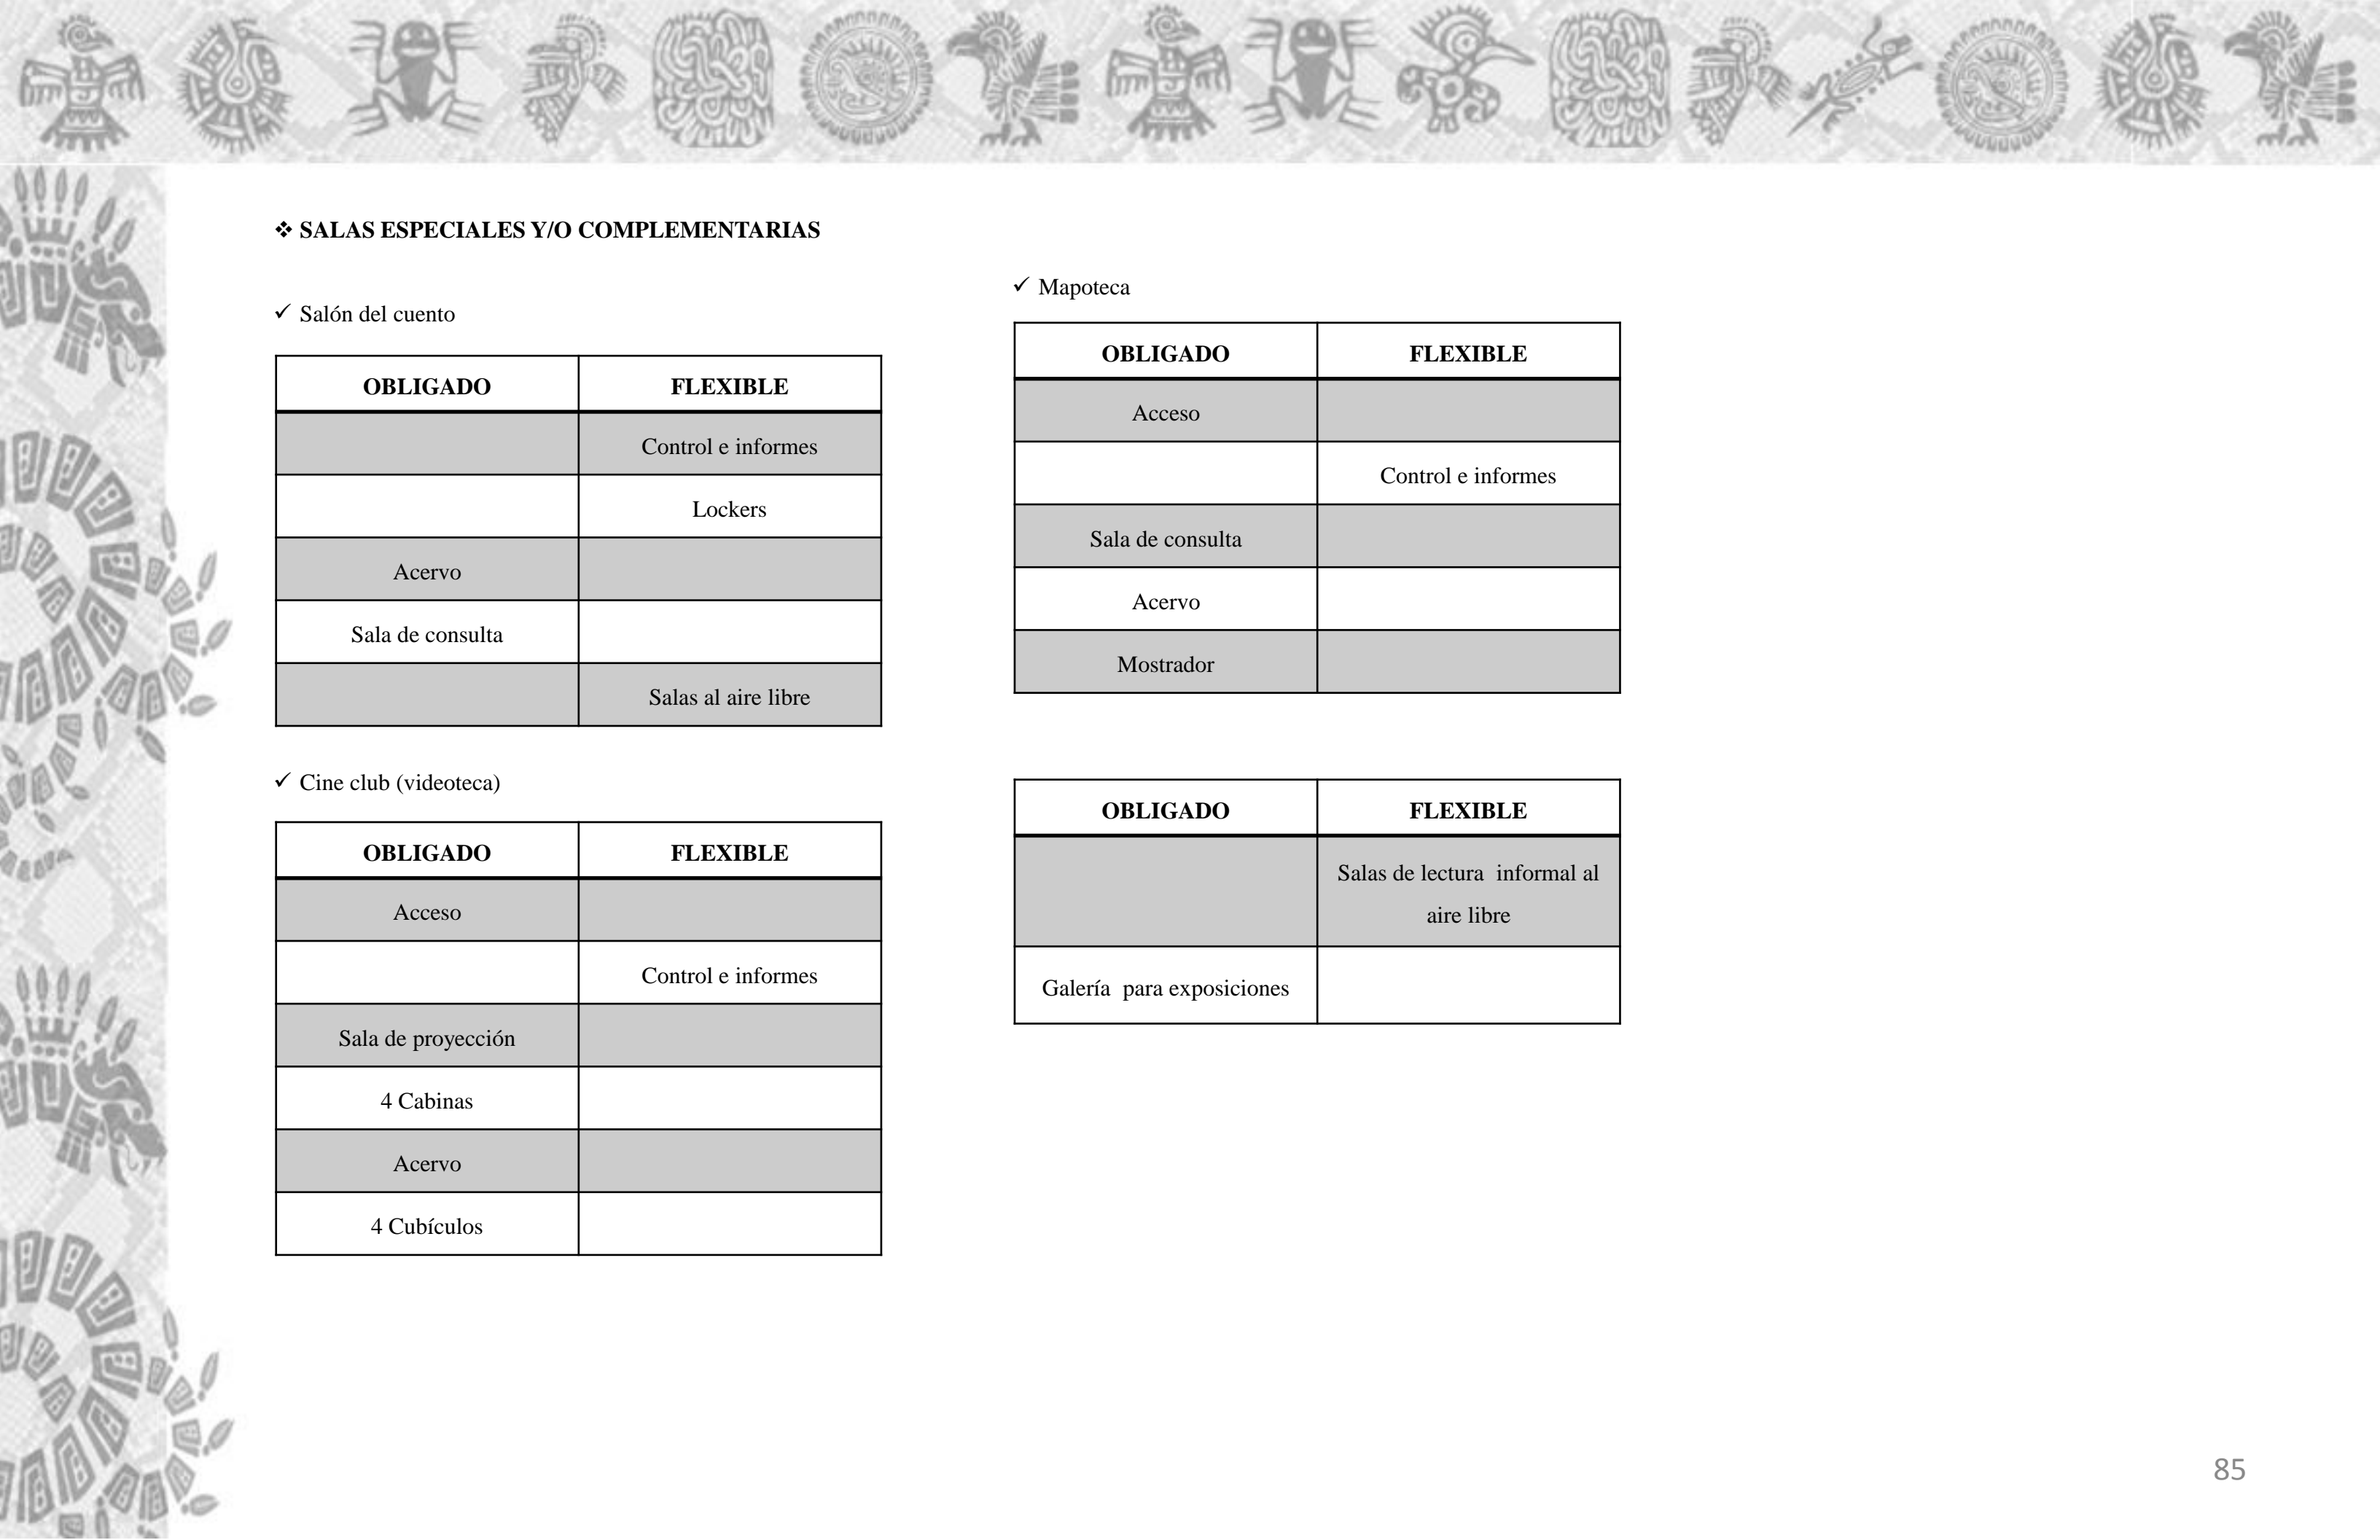 ❖ SALAS ESPECIALES Y/O COMPLEMENTARIAS
✓ Salón del cuento
OBLIGADO FLEXIBLE
Control e informes
Lockers
Acervo
Sala de consulta
Salas al aire libre
✓ Cine club (videoteca)
OBLIGADO FLEXIBLE
Acceso
Control e informes
Sala de proyección
4 Cabinas
Acervo
4 Cubículos
✓ Mapoteca
OBLIGADO FLEXIBLE
Acceso
Control e informes
Sala de consulta
Acervo
Mostrador
OBLIGADO FLEXIBLE
Salas de lectura informal al
aire libre
Galería para exposiciones
85